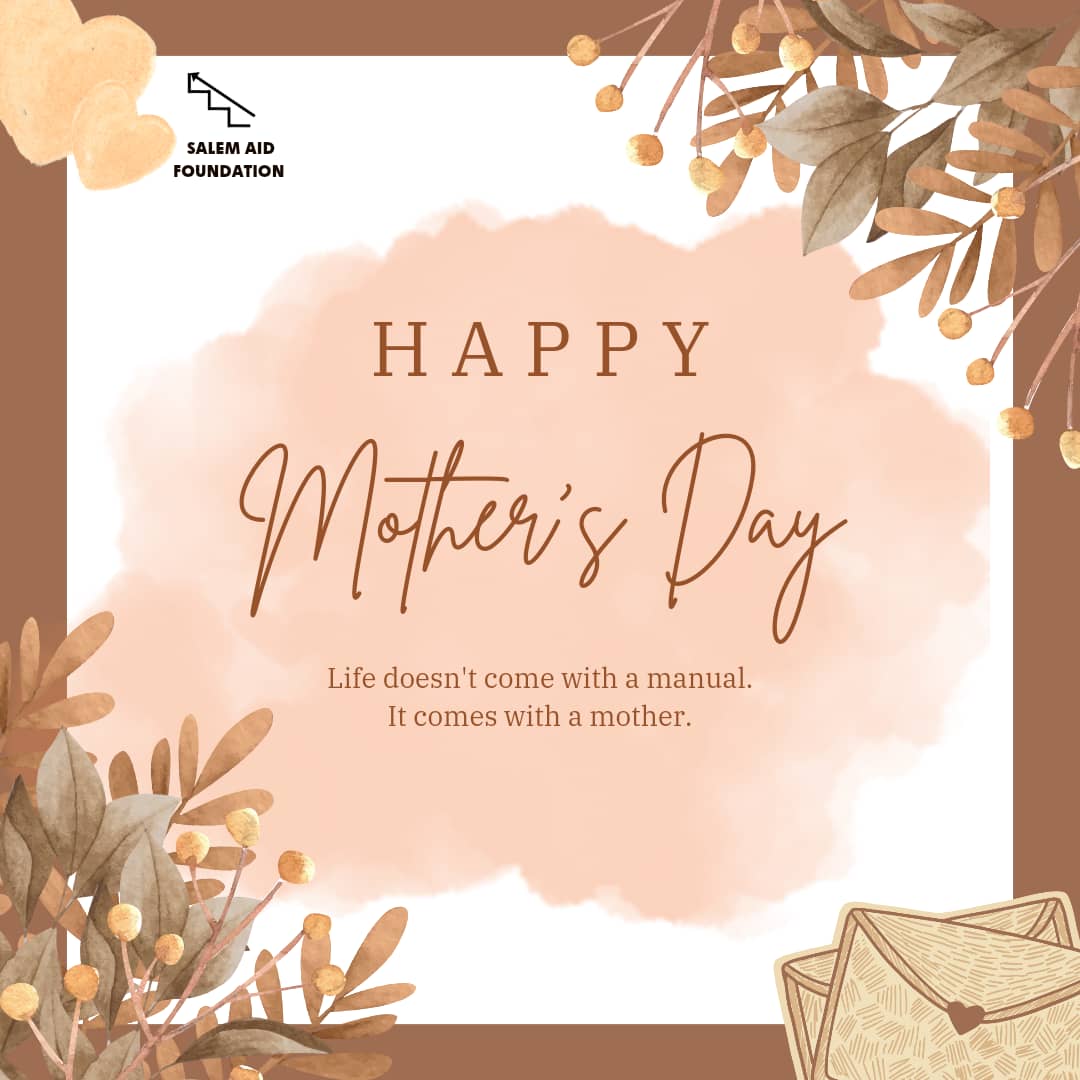 SALEM AID
FOUNDATION
HAPPY
Mother's Day
Life doesn't come with a manual.
It comes with a mother.